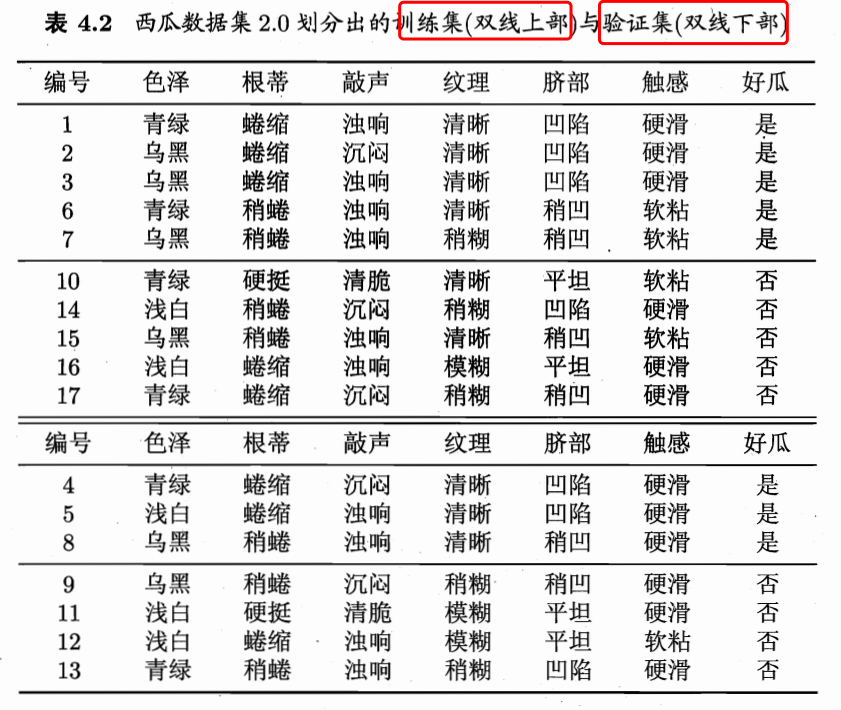 表 4.2 西瓜数据集 2.0 划分出的训练集(双线上部)与验证集(双线下部)
编号 色泽 根蒂 敲声 纹理 脐部 触感 好瓜
1 青绿 蜷缩 浊响 清晰 凹陷 硬滑 是
2 乌黑 蜷缩 沉闷 清晰 凹陷 硬滑 是
3 乌黑 蜷缩 浊响 清晰 凹陷 硬滑 是
6 青绿 稍蜷 浊响 清晰 稍凹 软粘 是
7 乌黑 稍蜷 浊响 稍糊 稍凹 软粘 是
10 青绿 硬挺 清脆 清晰 平坦 软粘 否
14 浅白 稍蜷 沉闷 稍糊 凹陷 硬滑 否
15 乌黑 稍蜷 浊响 清晰 稍凹 软粘 否
16 浅白 蜷缩 浊响 模糊 平坦 硬滑 否
17 青绿 蜷缩 沉闷 稍糊 稍凹 硬滑 否
编号 色泽 根蒂 敲声 纹理 脐部 触感 好瓜
4 青绿 蜷缩 沉闷 清晰 凹陷 硬滑 是
5 浅白 蜷缩 浊响 清晰 凹陷 硬滑 是
8 乌黑 稍蜷 浊响 清晰 稍凹 硬滑 是
9 乌黑 稍蜷 沉闷 稍糊 稍凹 硬滑 否
11 浅白 硬挺 清脆 模糊 平坦 硬滑 否
12 浅白 蜷缩 浊响 模糊 平坦 软粘 否
13 青绿 稍蜷 浊响 稍糊 凹陷 硬滑 否